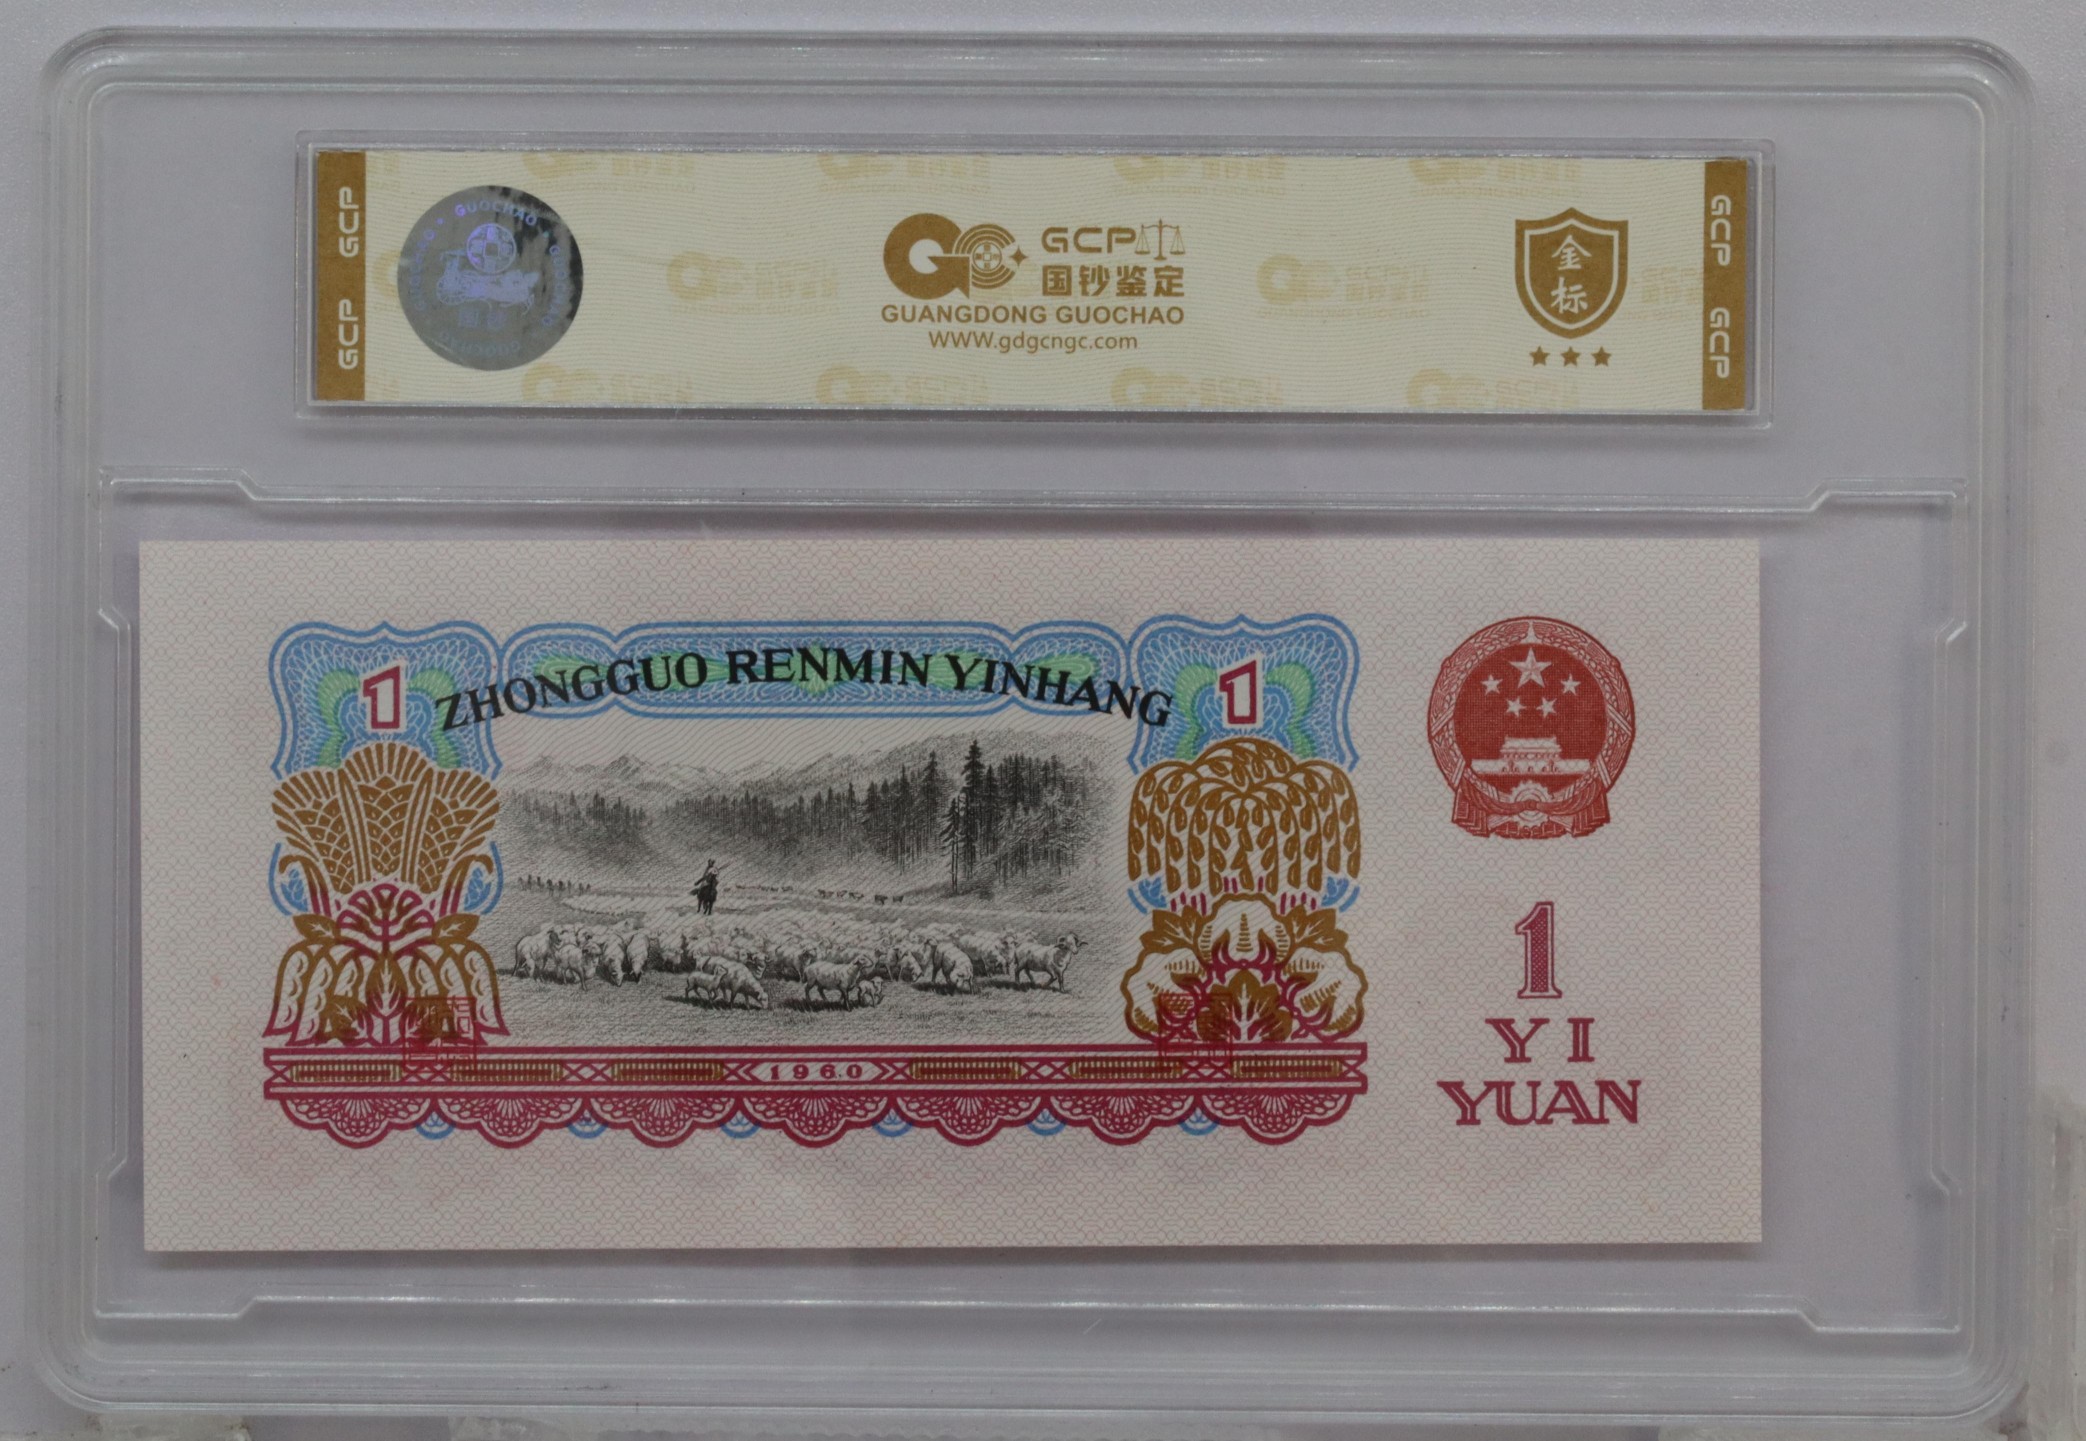 GCP
GCP
GUOCHAO
GCP
国钞鉴定
GUANGDONG GUOCHAO
WWW.gdgcngc.com
金标
GCP
GCP
ZHONGGUO RENMIN YINHANG
1
1
1960
1
YI
YUAN